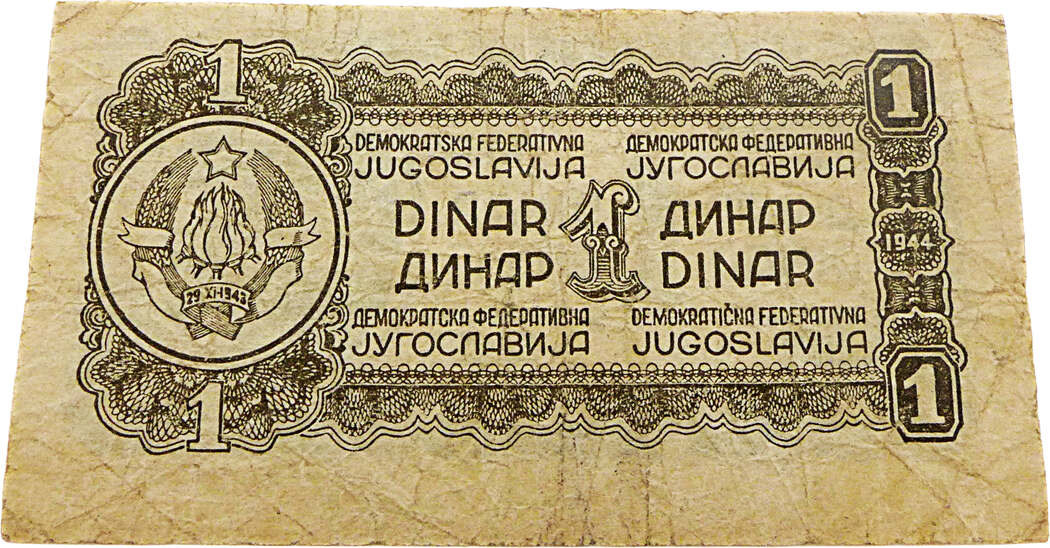 1
1
DEMOKRATSKA FEDERATIVNA
JUGOSLAVIJA
ДЕМОКРАТСКА ФЕДЕРАТИВНА
ЈУГОСЛАВИЈА
DINAR
1
ДИНАР
1944
ДИНАР
DINAR
29·XI·1943
ДЕМОКРАТСКА ФЕДЕРАТИВНА
ЈУГОСЛАВИЈА
DEMOKRATIČNA FEDERATIVNA
JUGOSLAVIJA
1
1